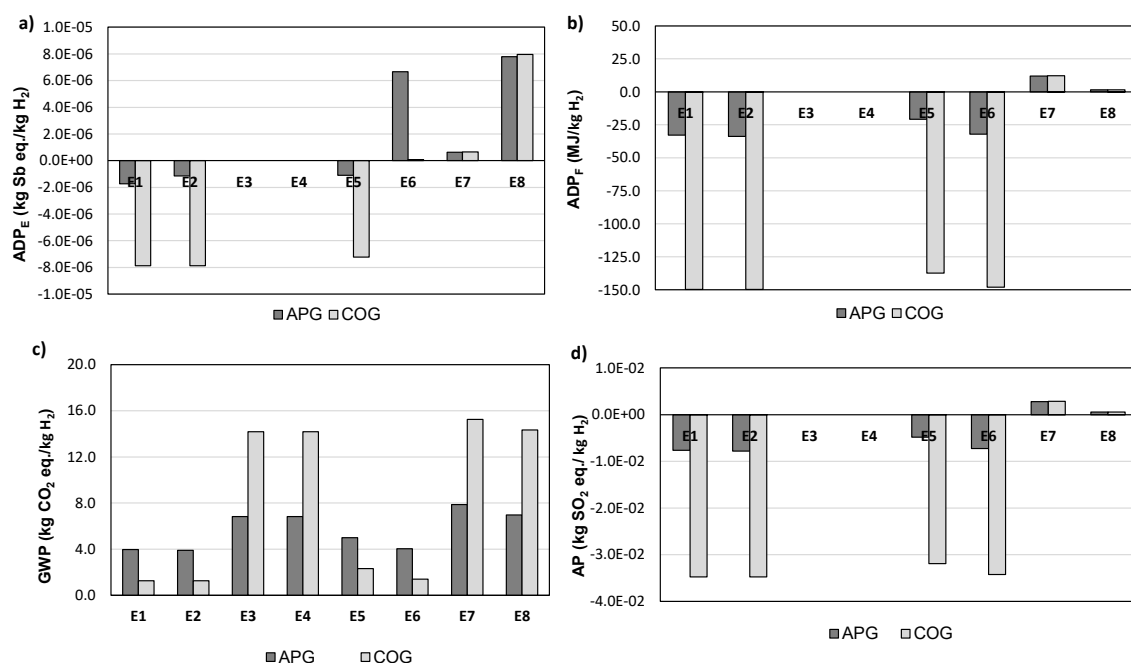 a)
ADP_E (kg Sb eq./kg H₂)
1.0E-05
8.0E-06
6.0E-06
4.0E-06
2.0E-06
0.0E+00
-2.0E-06
-4.0E-06
-6.0E-06
-8.0E-06
-1.0E-05
E1 E2 E3 E4 E5 E6 E7 E8
APG COG
b)
ADP_F (MJ/kg H₂)
50.0
25.0
0.0
-25.0
-50.0
-75.0
-100.0
-125.0
-150.0
E1 E2 E3 E4 E5 E6 E7 E8
APG COG
c)
GWP (kg CO₂ eq./kg H₂)
20.0
16.0
12.0
8.0
4.0
0.0
E1 E2 E3 E4 E5 E6 E7 E8
APG COG
d)
AP (kg SO₂ eq./ kg H₂)
1.0E-02
0.0E+00
-1.0E-02
-2.0E-02
-3.0E-02
-4.0E-02
E1 E2 E3 E4 E5 E6 E7 E8
APG COG